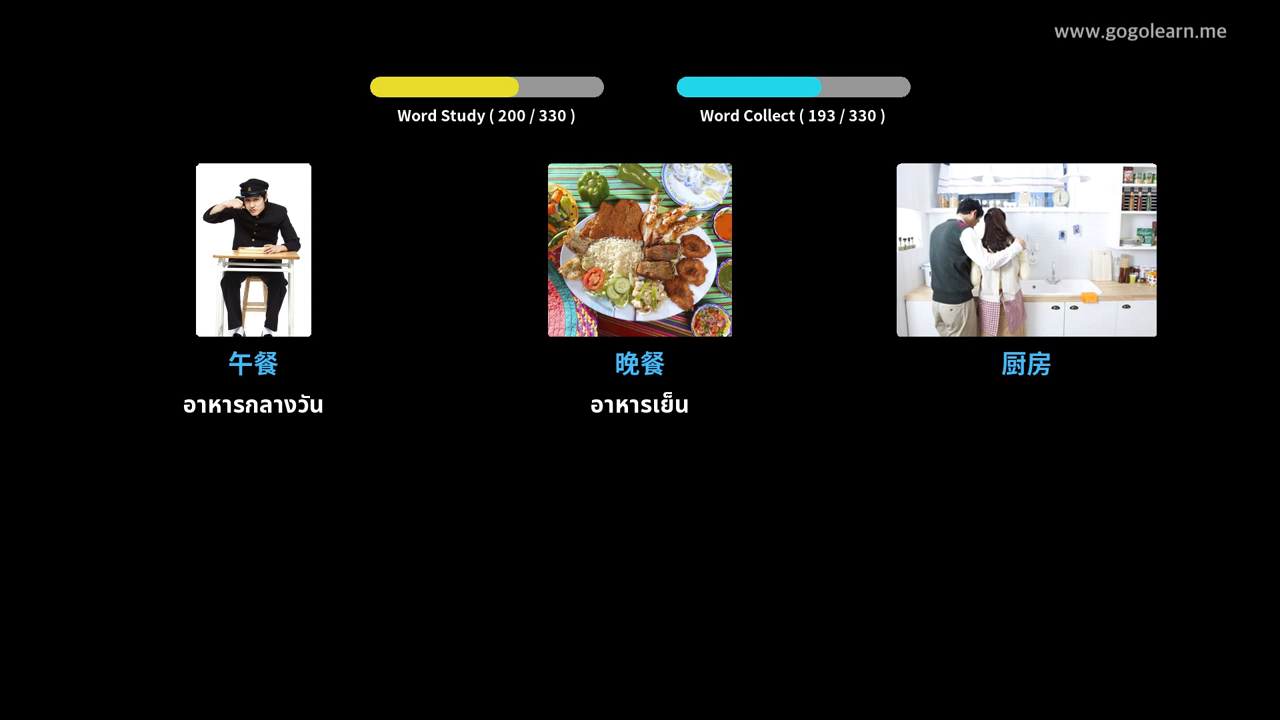 www.gogolearn.me
Word Study ( 200 / 330 )
Word Collect ( 193 / 330 )
午餐
晚餐
厨房
อาหารกลางวัน
อาหารเย็น